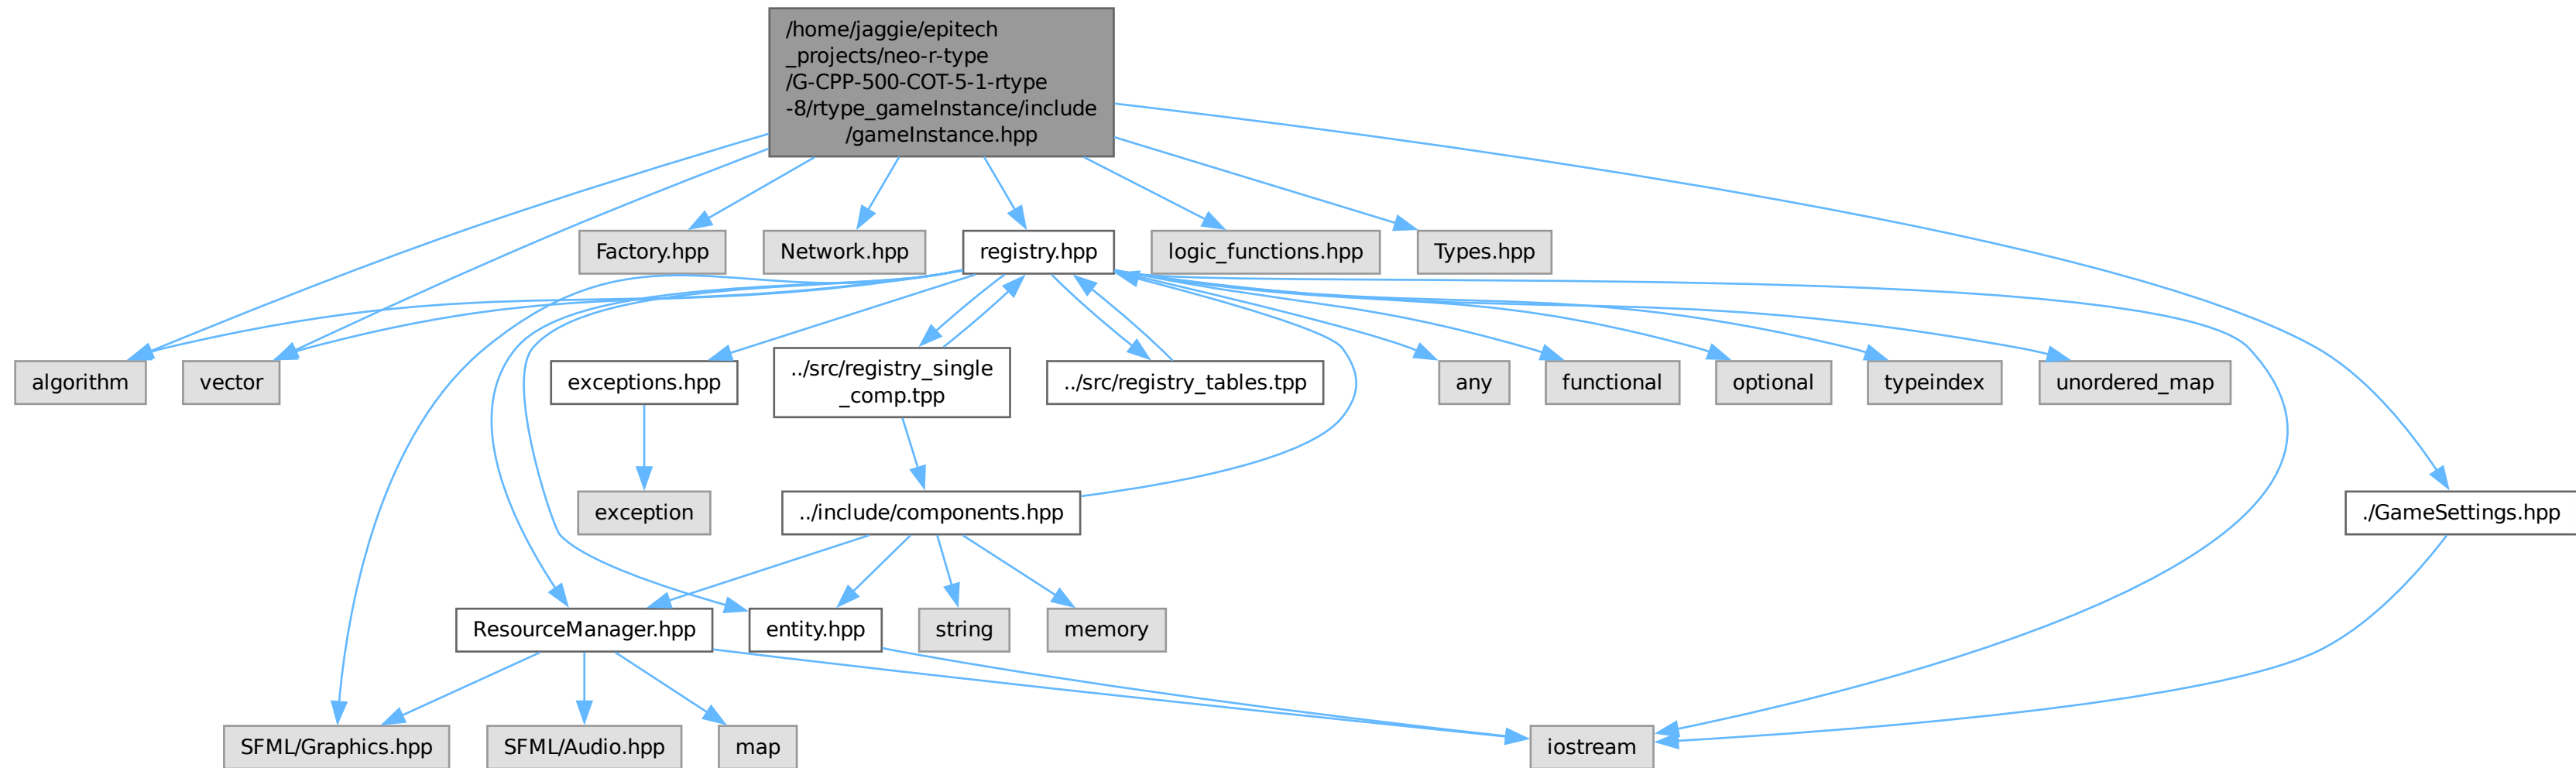 /home/jaggie/epitech
_projects/neo-r-type
/G-CPP-500-COT-5-1-rtype
-8/rtype_gameInstance/include
/gameInstance.hpp
Factory.hpp
Network.hpp
registry.hpp
logic_functions.hpp
Types.hpp
algorithm
vector
exceptions.hpp
../src/registry_single
_comp.tpp
../src/registry_tables.tpp
any
functional
optional
typeindex
unordered_map
exception
../include/components.hpp
./GameSettings.hpp
ResourceManager.hpp
entity.hpp
string
memory
SFML/Graphics.hpp
SFML/Audio.hpp
map
iostream